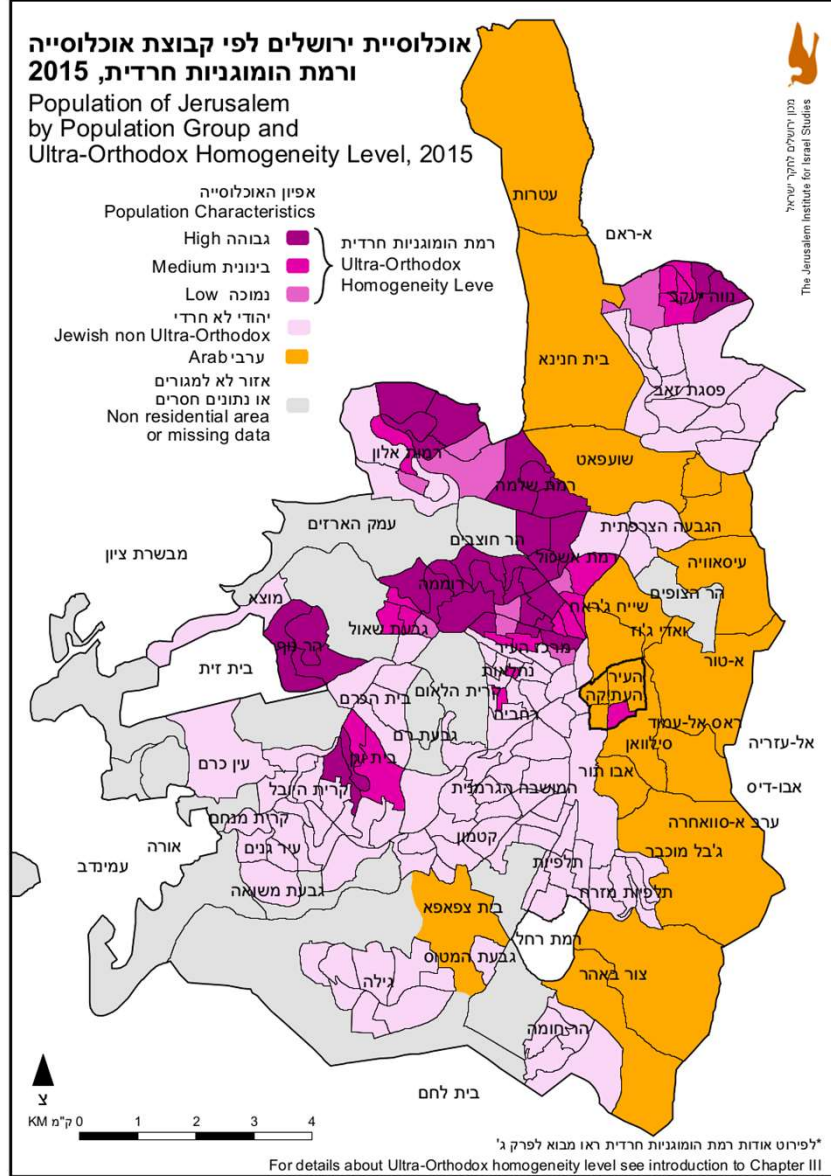 אוכלוסיית ירושלים לפי קבוצת אוכלוסייה
ורמת הומוגניות חרדית, 2015
Population of Jerusalem
by Population Group and
Ultra-Orthodox Homogeneity Level, 2015
מכון ירושלים לחקר ישראל
The Jerusalem Institute for Israel Studies
אפיון האוכלוסייה
Population Characteristics
גבוהה High
בינונית Medium
נמוכה Low
רמת הומוגניות חרדית
Ultra-Orthodox
Homogeneity Leve
יהודי לא חרדי
Jewish non Ultra-Orthodox
ערבי Arab
אזור לא למגורים
או נתונים חסרים
Non residential area
or missing data
עטרות
א-ראם
נווה יעקב
בית חנינא
פסגת זאב
שועפאט
רמות אלון
רמת שלמה
עמק הארזים
הר חוצבים
הגבעה הצרפתית
רמת אשכול
עיסאוויה
מבשרת ציון
הר הצופים
רוממה
מוצא
שייח ג'ראח
גבעת שאול
ואדי ג'וז
מרכז העיר
הר נוף
נחלאות
א-טור
בית זית
העיר
העתיקה
קרית הלאום
בית הכרם
רחביה
ראס אל-עמוד
גבעת רם
סילוואן
אל-עזריה
בית וגן
עין כרם
אבו תור
אבו-דיס
קרית היובל
המושבה הגרמנית
ערב א-סוואחרה
קרית מנחם
אורה
קטמון
ג'בל מוכבר
עיר גנים
עמינדב
תלפיות
תלפיות מזרח
גבעת משואה
בית צפאפא
רמת רחל
גבעת המטוס
צור באהר
גילה
הר חומה
בית לחם
צ
KM ק"מ 0 1 2 3 4
*לפירוט אודות רמת הומוגניות חרדית ראו מבוא לפרק ג'
For details about Ultra-Orthodox homogeneity level see introduction to Chapter III